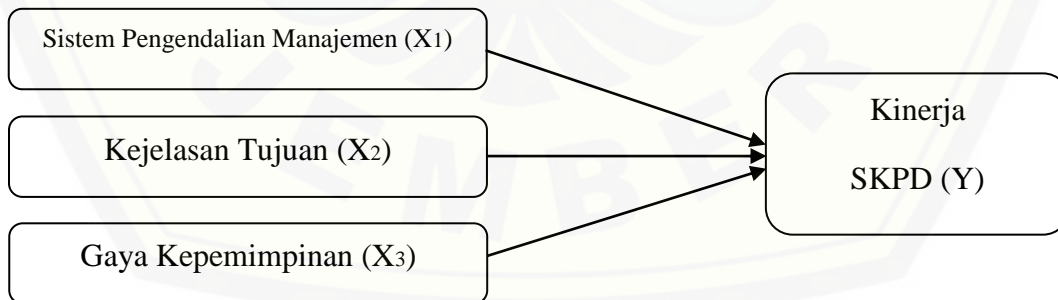 Sistem Pengendalian Manajemen (X1)
Kejelasan Tujuan (X2)
Gaya Kepemimpinan (X3)
Kinerja
SKPD (Y)